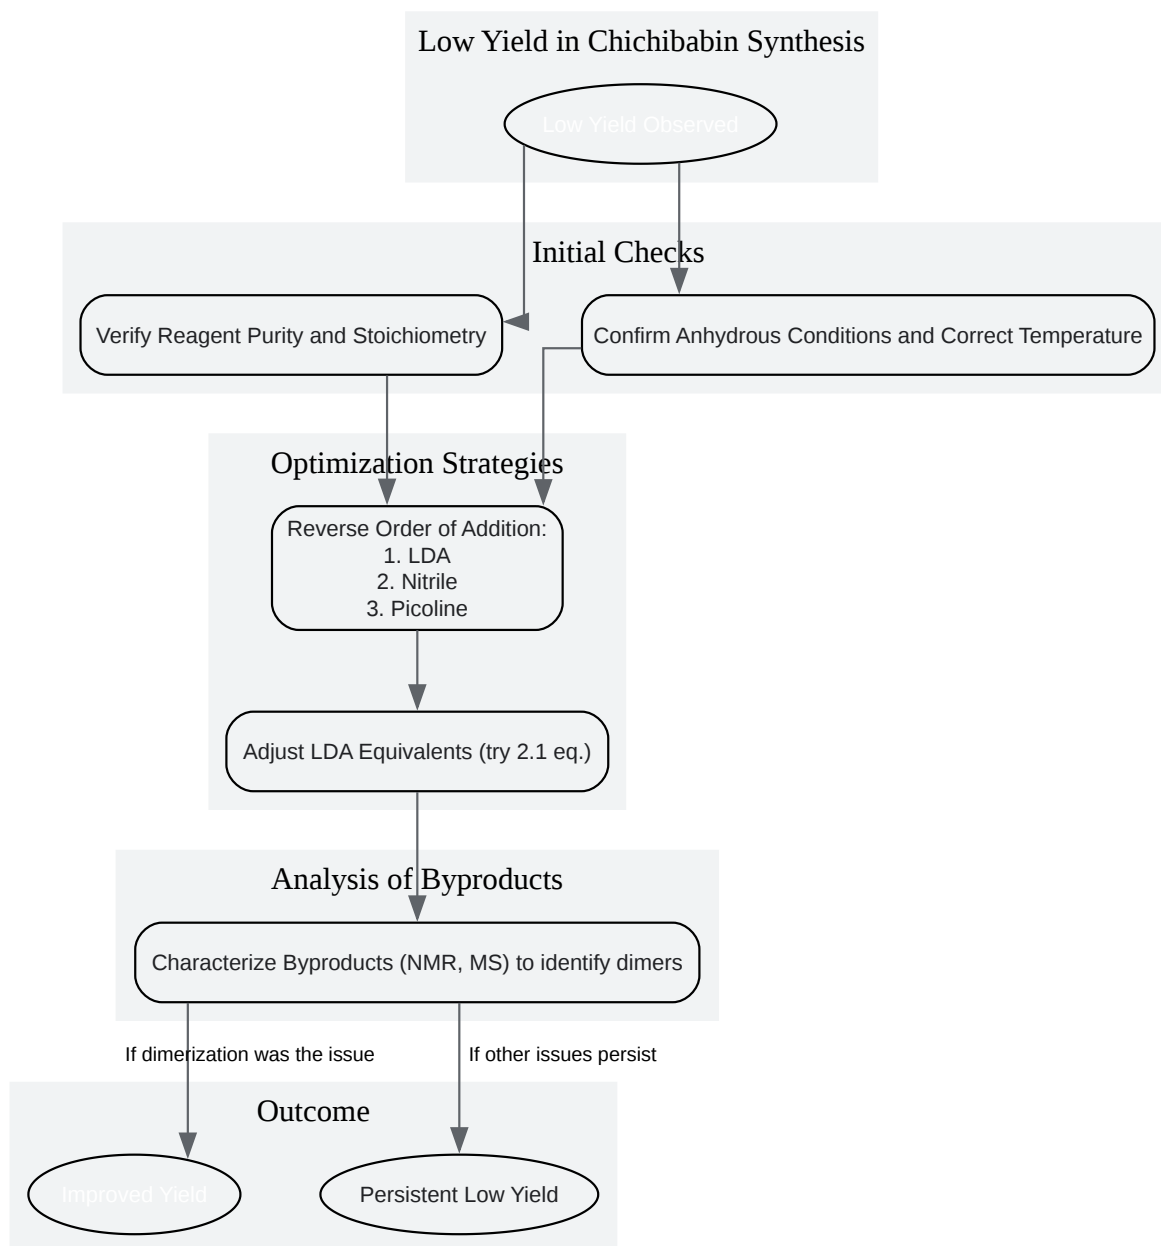 Low Yield in Chichibabin Synthesis
Low Yield Observed
Initial Checks
Verify Reagent Purity and Stoichiometry
Confirm Anhydrous Conditions and Correct Temperature
Optimization Strategies
Reverse Order of Addition:
1. LDA
2. Nitrile
3. Picoline
Adjust LDA Equivalents (try 2.1 eq.)
Analysis of Byproducts
Characterize Byproducts (NMR, MS) to identify dimers
If dimerization was the issue
If other issues persist
Outcome
Improved Yield
Persistent Low Yield